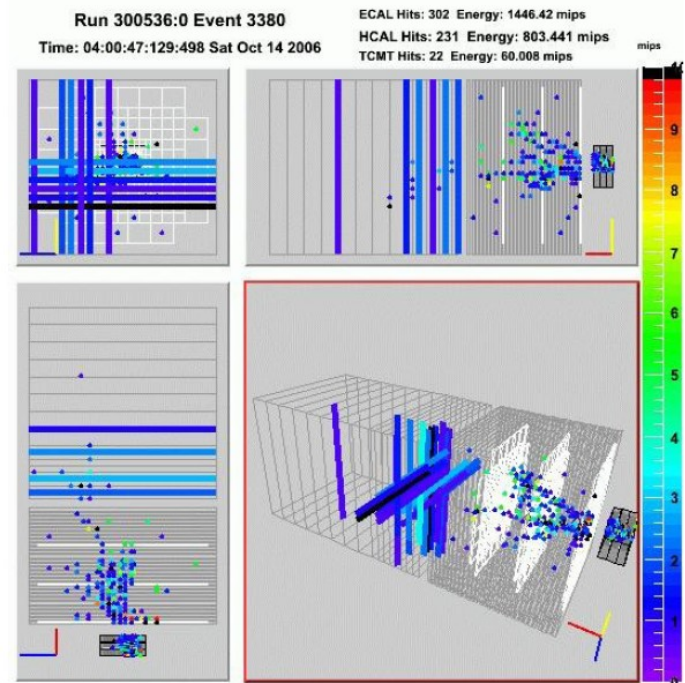 Run 300536:0 Event 3380
Time: 04:00:47:129:498 Sat Oct 14 2006
ECAL Hits: 302 Energy: 1446.42 mips
HCAL Hits: 231 Energy: 803.441 mips
TCMT Hits: 22 Energy: 60.008 mips
mips
10
9
8
7
6
5
4
3
2
1
0